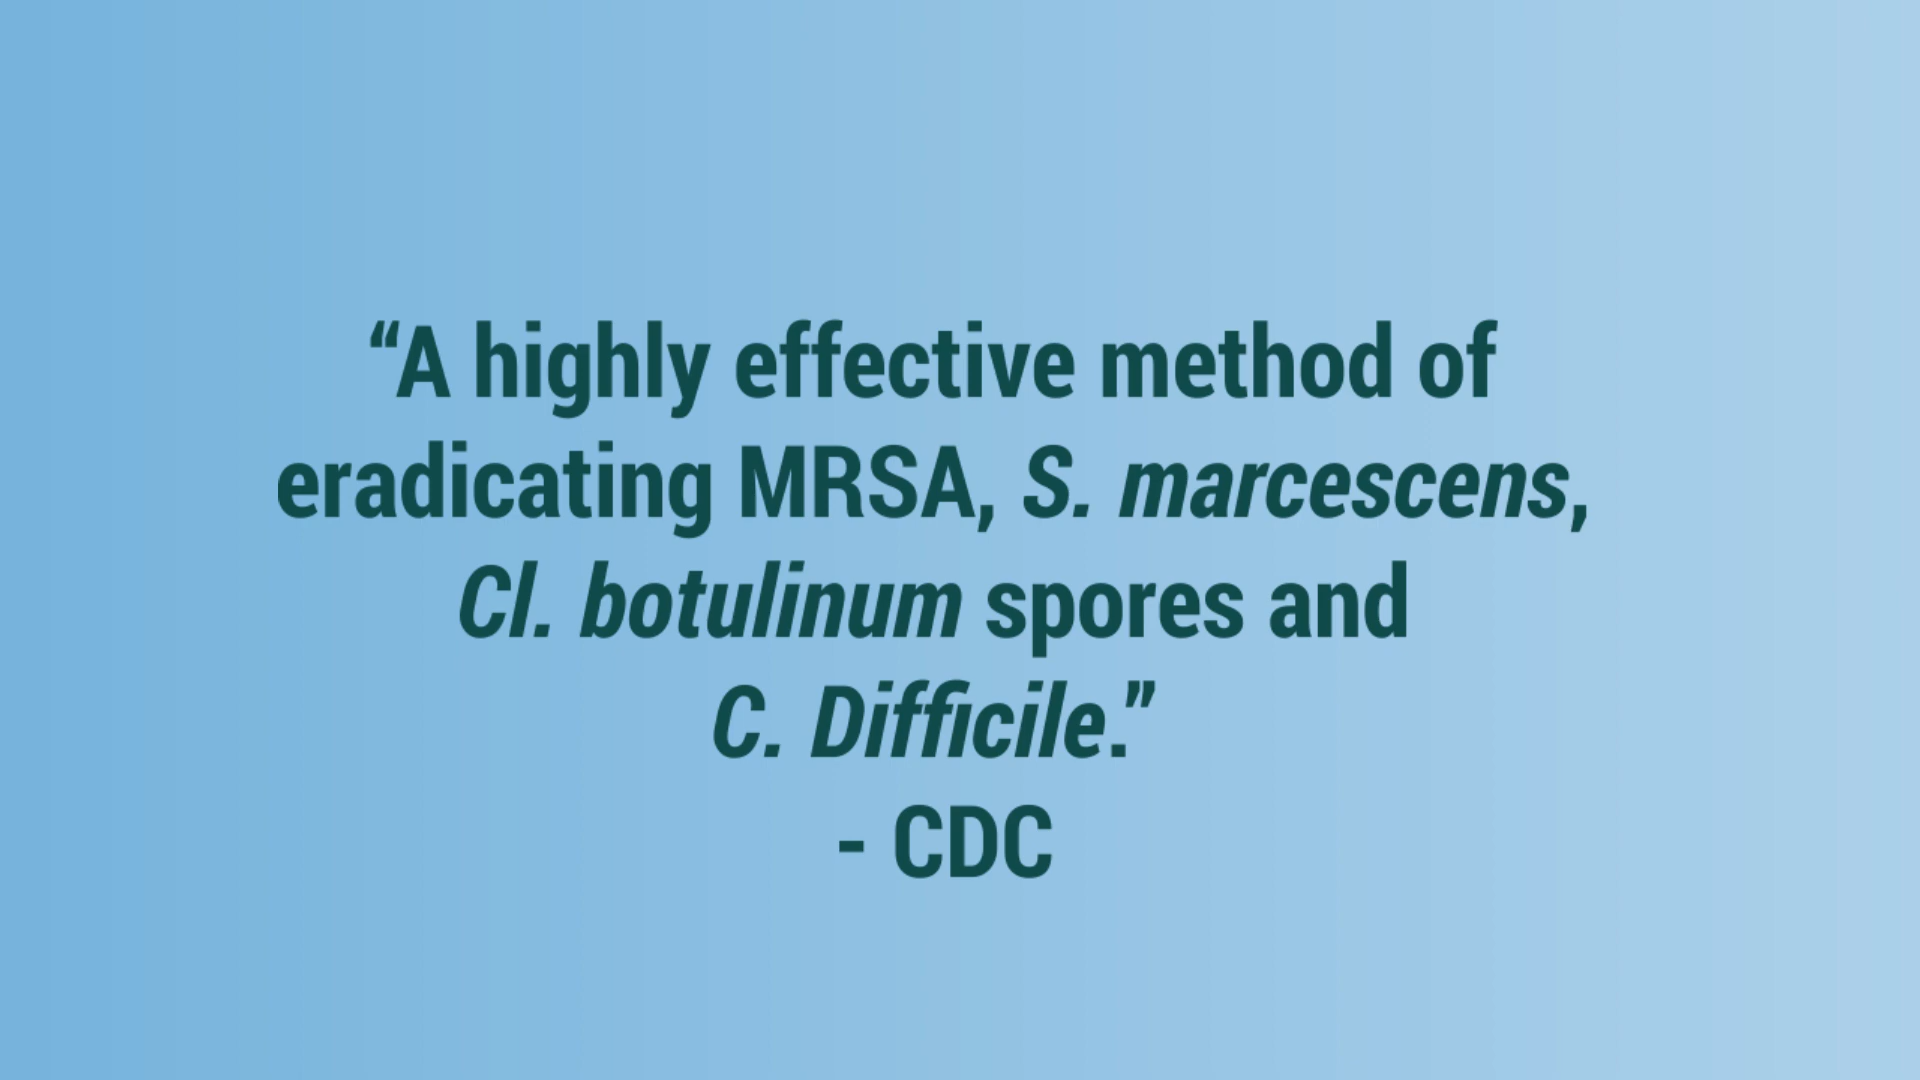 “A highly effective method of
eradicating MRSA, S. marcescens,
Cl. botulinum spores and
C. Difficile.”
- CDC